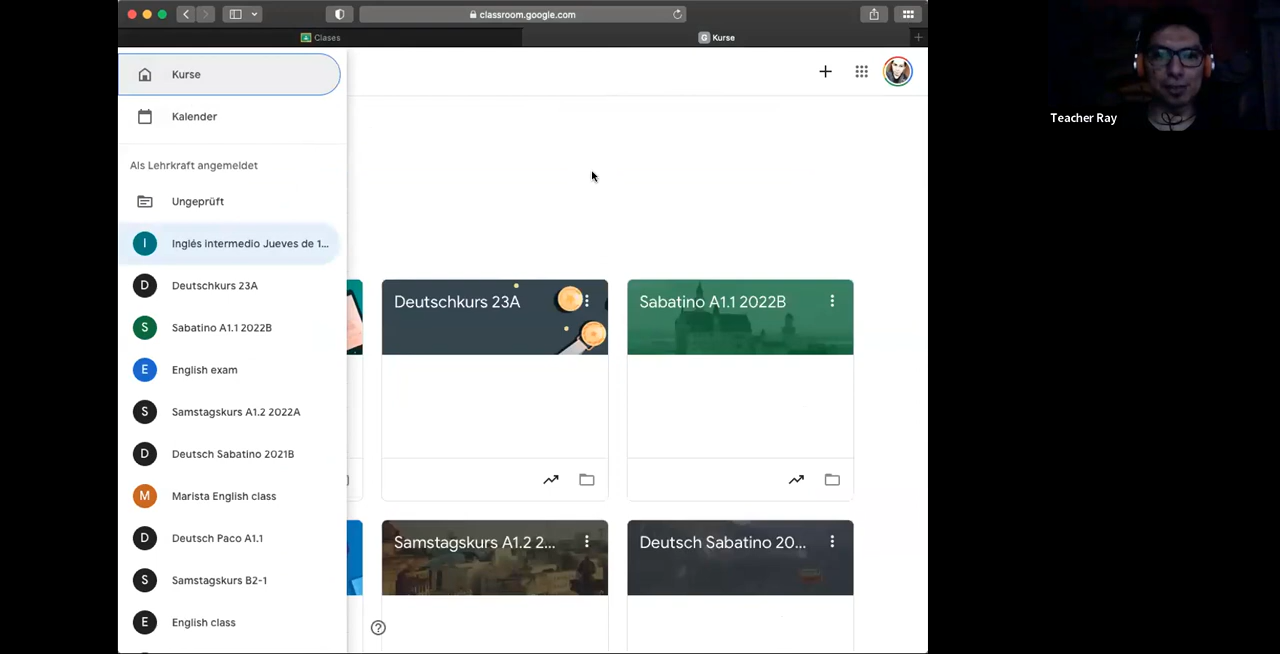 classroom.google.com
Clases
G Kurse
Kurse
Kalender
Als Lehrkraft angemeldet
Ungeprüft
I Inglés intermedio Jueves de 1...
D Deutschkurs 23A
S Sabatino A1.1 2022B
E English exam
S Samstagskurs A1.2 2022A
D Deutsch Sabatino 2021B
M Marista English class
D Deutsch Paco A1.1
S Samstagskurs B2-1
E English class
Deutschkurs 23A
Sabatino A1.1 2022B
Samstagskurs A1.2 2...
Deutsch Sabatino 20...
Teacher Ray